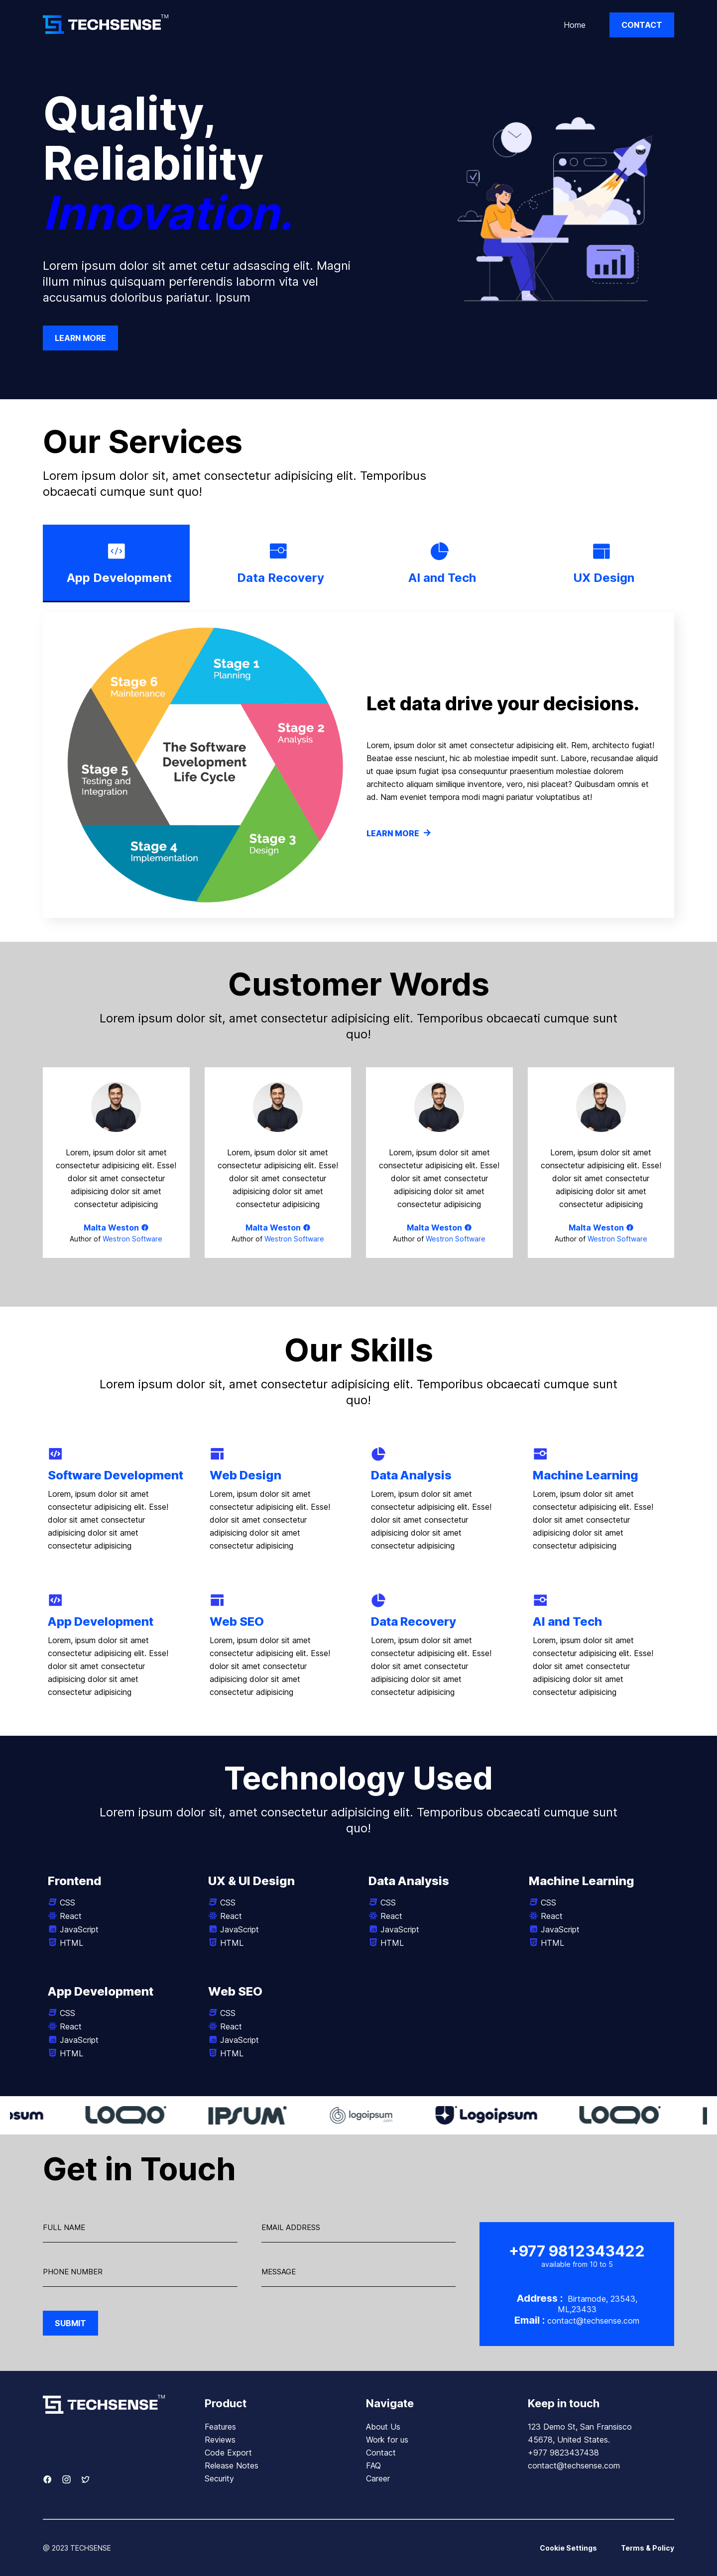 TECHSENSE TM
Home
CONTACT
Quality,
Reliability
Innovation.
Lorem ipsum dolor sit amet cetur adsascing elit. Magni
illum minus quisquam perferendis laborm vita vel
accusamus doloribus pariatur. Ipsum
LEARN MORE
Our Services
Lorem ipsum dolor sit, amet consectetur adipisicing elit. Temporibus
obcaecati cumque sunt quo!
App Development
Data Recovery
AI and Tech
UX Design
Stage 1
Planning
Stage 2
Analysis
Stage 3
Design
Stage 4
Implementation
Stage 5
Testing and
Integration
Stage 6
Maintenance
The Software
Development
Life Cycle
Let data drive your decisions.
Lorem, ipsum dolor sit amet consectetur adipisicing elit. Rem, architecto fugiat!
Beatae esse nesciunt, hic ab molestiae impedit sunt. Labore, recusandae aliquid
ut quae ipsum fugiat ipsa consequuntur praesentium molestiae dolorem
architecto aliquam similique inventore, vero, nisi placeat? Quibusdam omnis et
ad. Nam eveniet tempora modi magni pariatur voluptatibus at!
LEARN MORE
Customer Words
Lorem ipsum dolor sit, amet consectetur adipisicing elit. Temporibus obcaecati cumque sunt
quo!
Lorem, ipsum dolor sit amet
consectetur adipisicing elit. Esse!
dolor sit amet consectetur
adipisicing dolor sit amet
consectetur adipisicing
Malta Weston
Author of Westron Software
Lorem, ipsum dolor sit amet
consectetur adipisicing elit. Esse!
dolor sit amet consectetur
adipisicing dolor sit amet
consectetur adipisicing
Malta Weston
Author of Westron Software
Lorem, ipsum dolor sit amet
consectetur adipisicing elit. Esse!
dolor sit amet consectetur
adipisicing dolor sit amet
consectetur adipisicing
Malta Weston
Author of Westron Software
Lorem, ipsum dolor sit amet
consectetur adipisicing elit. Esse!
dolor sit amet consectetur
adipisicing dolor sit amet
consectetur adipisicing
Malta Weston
Author of Westron Software
Our Skills
Lorem ipsum dolor sit, amet consectetur adipisicing elit. Temporibus obcaecati cumque sunt
quo!
Software Development
Lorem, ipsum dolor sit amet
consectetur adipisicing elit. Esse!
dolor sit amet consectetur
adipisicing dolor sit amet
consectetur adipisicing
Web Design
Lorem, ipsum dolor sit amet
consectetur adipisicing elit. Esse!
dolor sit amet consectetur
adipisicing dolor sit amet
consectetur adipisicing
Data Analysis
Lorem, ipsum dolor sit amet
consectetur adipisicing elit. Esse!
dolor sit amet consectetur
adipisicing dolor sit amet
consectetur adipisicing
Machine Learning
Lorem, ipsum dolor sit amet
consectetur adipisicing elit. Esse!
dolor sit amet consectetur
adipisicing dolor sit amet
consectetur adipisicing
App Development
Lorem, ipsum dolor sit amet
consectetur adipisicing elit. Esse!
dolor sit amet consectetur
adipisicing dolor sit amet
consectetur adipisicing
Web SEO
Lorem, ipsum dolor sit amet
consectetur adipisicing elit. Esse!
dolor sit amet consectetur
adipisicing dolor sit amet
consectetur adipisicing
Data Recovery
Lorem, ipsum dolor sit amet
consectetur adipisicing elit. Esse!
dolor sit amet consectetur
adipisicing dolor sit amet
consectetur adipisicing
AI and Tech
Lorem, ipsum dolor sit amet
consectetur adipisicing elit. Esse!
dolor sit amet consectetur
adipisicing dolor sit amet
consectetur adipisicing
Technology Used
Lorem ipsum dolor sit, amet consectetur adipisicing elit. Temporibus obcaecati cumque sunt
quo!
Frontend
CSS
React
JavaScript
HTML
UX & UI Design
CSS
React
JavaScript
HTML
Data Analysis
CSS
React
JavaScript
HTML
Machine Learning
CSS
React
JavaScript
HTML
App Development
CSS
React
JavaScript
HTML
Web SEO
CSS
React
JavaScript
HTML
psum
LOGO
IPSUM
logoipsum
Logoipsum
LOGO
Get in Touch
FULL NAME
EMAIL ADDRESS
PHONE NUMBER
MESSAGE
SUBMIT
+977 9812343422
available from 10 to 5
Address : Birtamode, 23543,
ML,23433
Email : contact@techsense.com
TECHSENSE TM
Product
Features
Reviews
Code Export
Release Notes
Security
Navigate
About Us
Work for us
Contact
FAQ
Career
Keep in touch
123 Demo St, San Fransisco
45678, United States.
+977 9823437438
contact@techsense.com
@ 2023 TECHSENSE
Cookie Settings
Terms & Policy